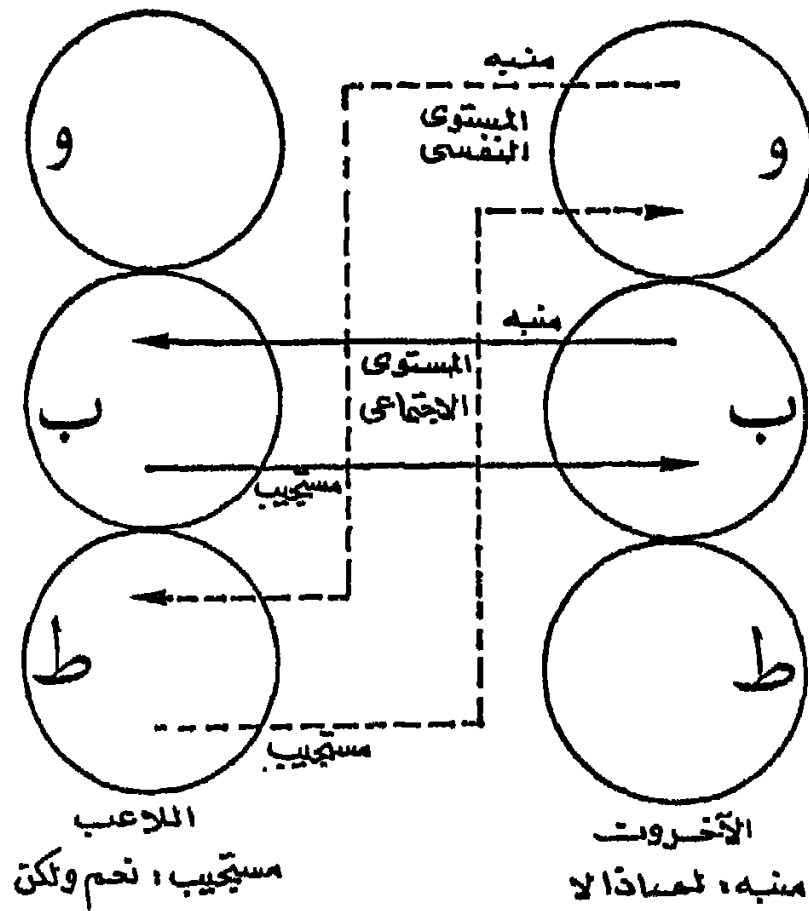 منبه
المستوى
النفسى
و
و
منبه
المستوى
الاجتماعى
ب
ب
مستجيب
ط
ط
مستجيب
الآخرون
منبه: لماذا لا
اللاعب
مستجيب: نعم ولكن